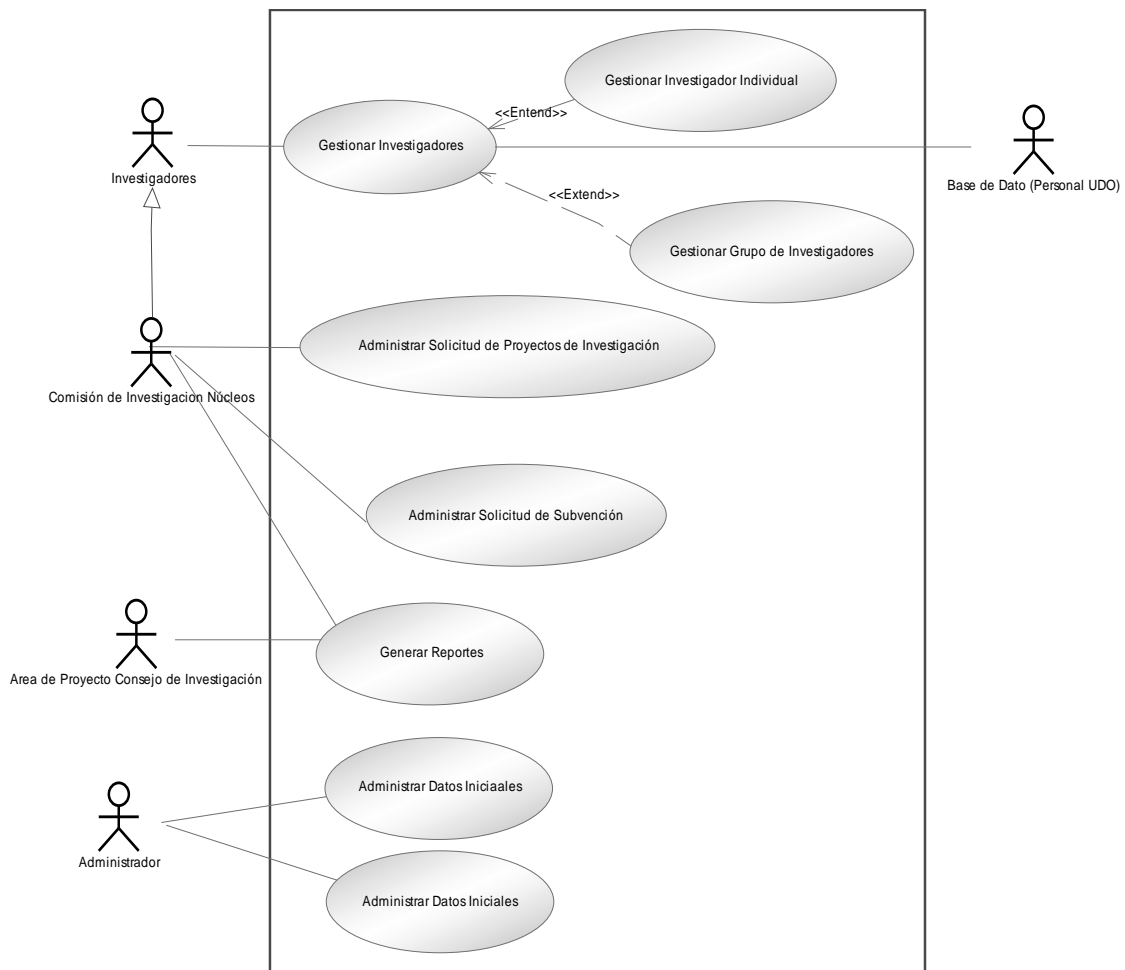 Gestionar Investigador Individual
<<Entend>>
Gestionar Investigadores
Investigadores
Base de Dato (Personal UDO)
<<Extend>>
Gestionar Grupo de Investigadores
Administrar Solicitud de Proyectos de Investigación
Comisión de Investigacion Núcleos
Administrar Solicitud de Subvención
Generar Reportes
Area de Proyecto Consejo de Investigación
Administrar Datos Iniciaales
Administrador
Administrar Datos Iniciales